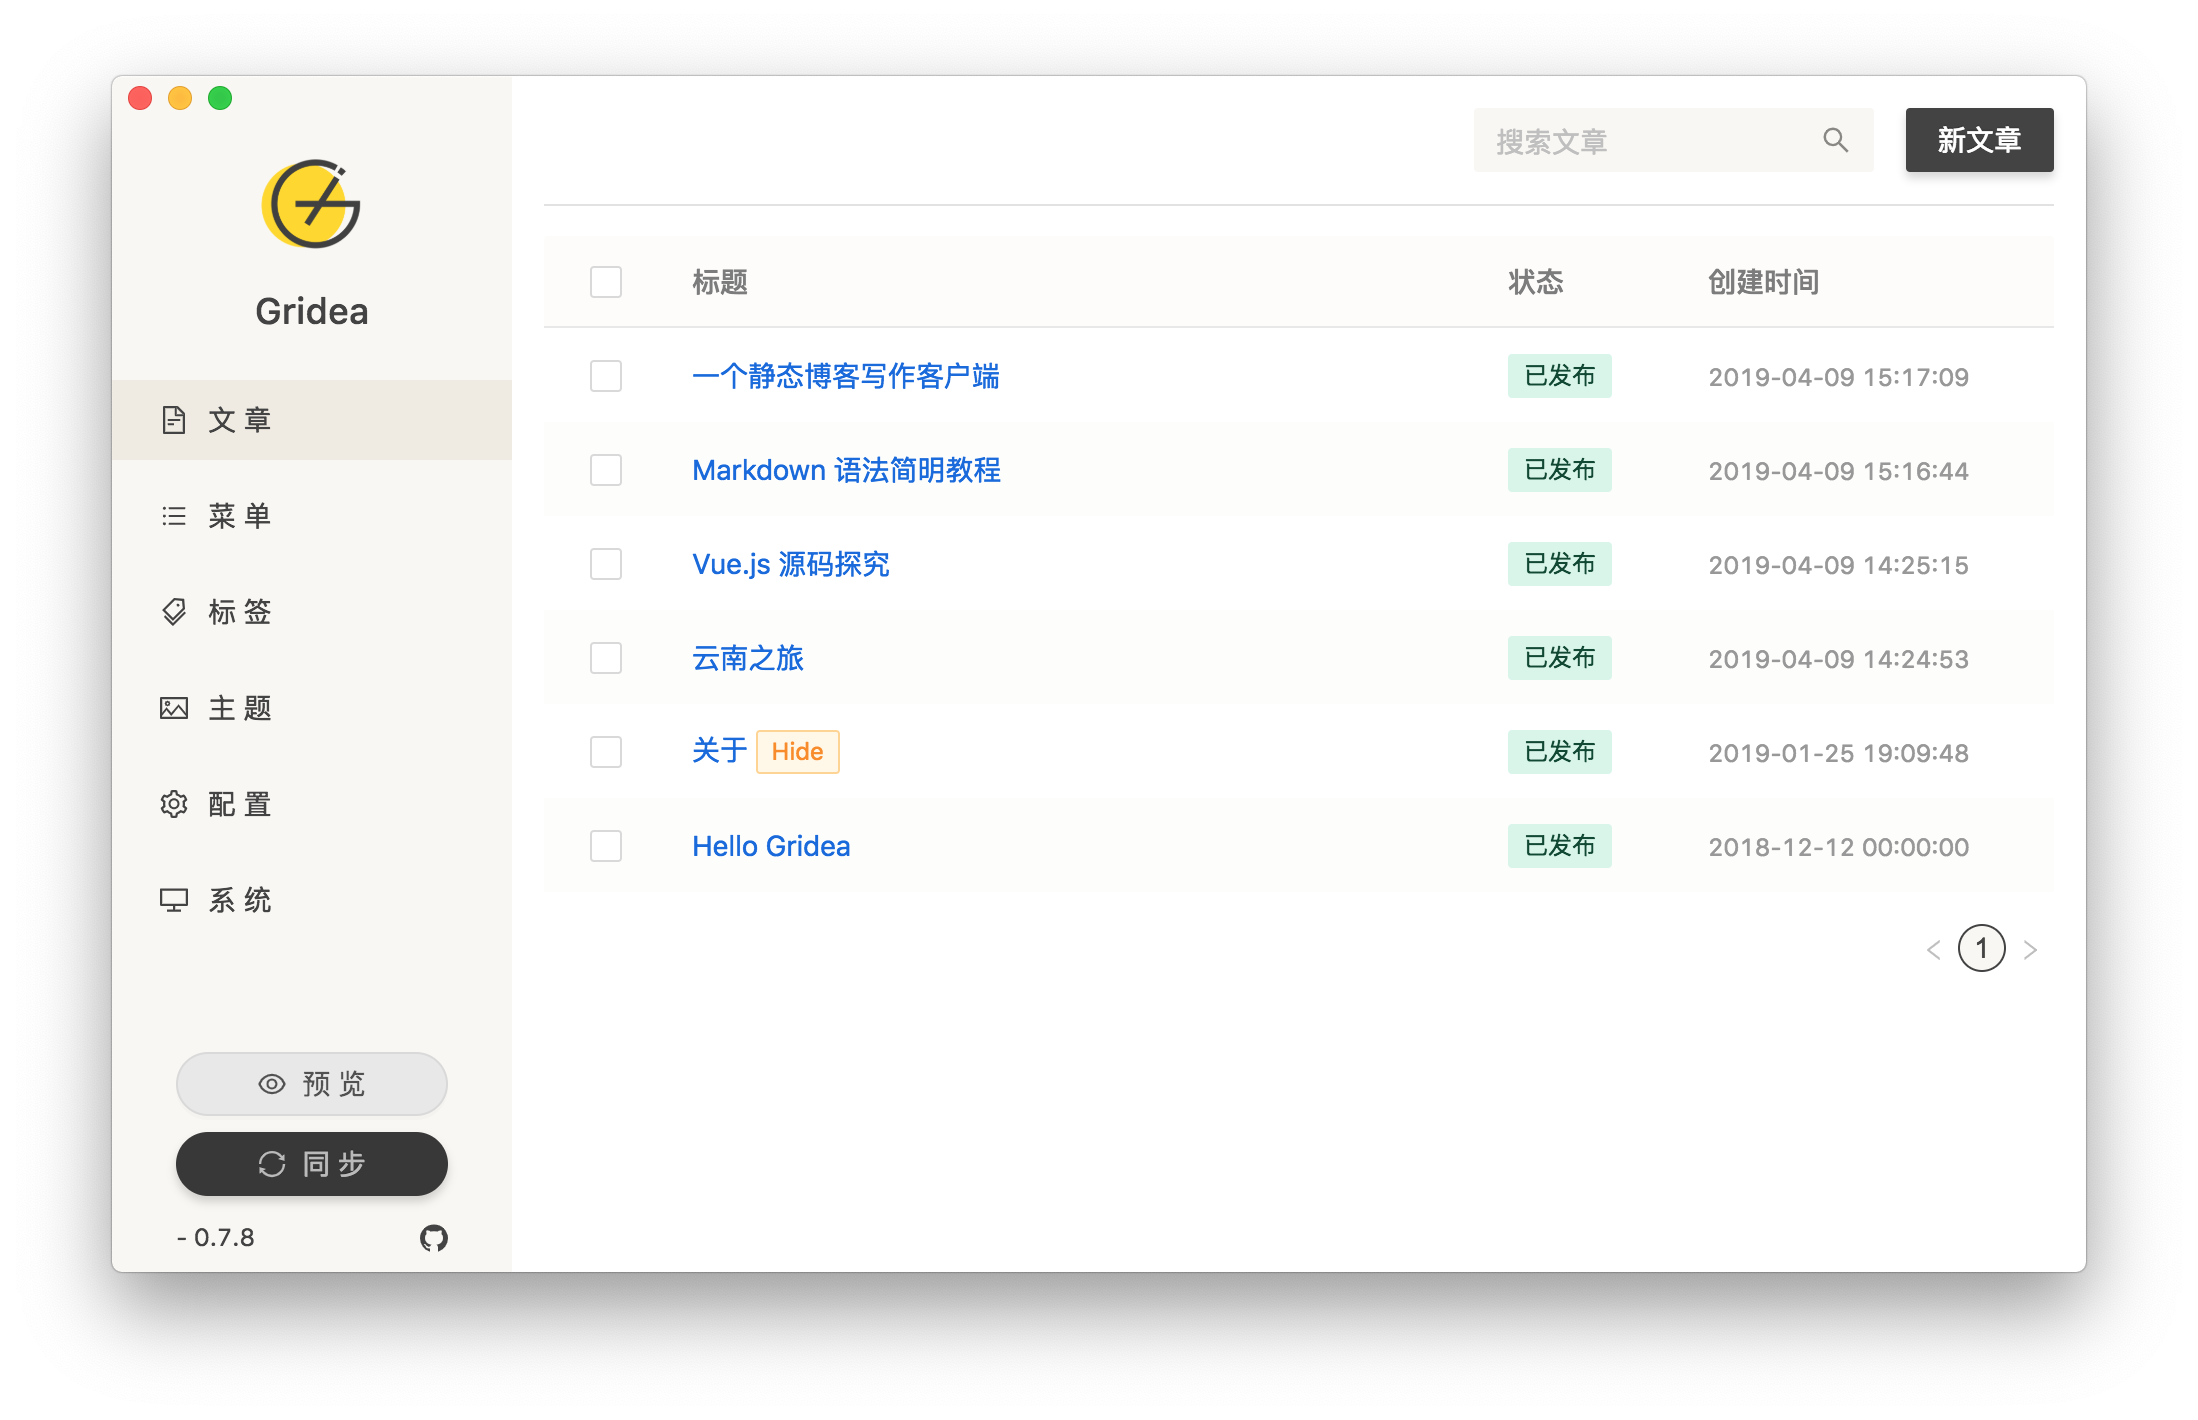 Gridea
文章
菜单
标签
主题
配置
系统
预览
同步
- 0.7.8
搜索文章
新文章
标题 状态 创建时间
一个静态博客写作客户端 已发布 2019-04-09 15:17:09
Markdown 语法简明教程 已发布 2019-04-09 15:16:44
Vue.js 源码探究 已发布 2019-04-09 14:25:15
云南之旅 已发布 2019-04-09 14:24:53
关于 Hide 已发布 2019-01-25 19:09:48
Hello Gridea 已发布 2018-12-12 00:00:00
1